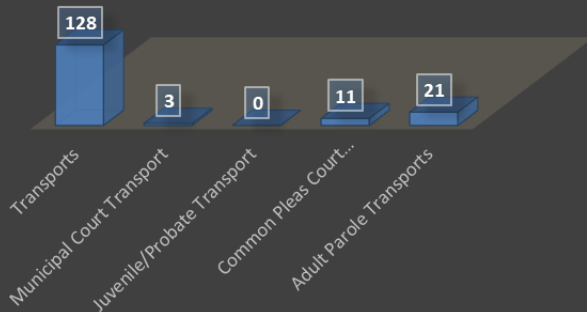 128
3
0
11
21
Transports
Municipal Court Transport
Juvenile/Probate Transport
Common Pleas Court...
Adult Parole Transports